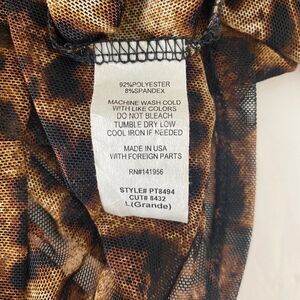 92%POLYESTER
8%SPANDEX
MACHINE WASH COLD
WITH LIKE COLORS
DO NOT BLEACH
TUMBLE DRY LOW
COOL IRON IF NEEDED
MADE IN USA
WITH FOREIGN PARTS
RN#141956
STYLE# PT8494
CUT# 8432
L(Grande)